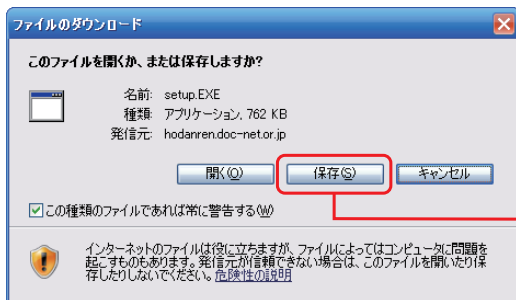 ファイルのダウンロード
このファイルを開くか、または保存しますか?
名前: setup.EXE
種類: アプリケーション, 762 KB
発信元: hodanren.doc-net.or.jp
開く(O)
保存(S)
キャンセル
この種類のファイルであれば常に警告する(W)
インターネットのファイルは役に立ちますが、ファイルによってはコンピュータに問題を
起こすものもあります。発信元が信頼できない場合は、このファイルを開いたり保
存したりしないでください。危険性の説明